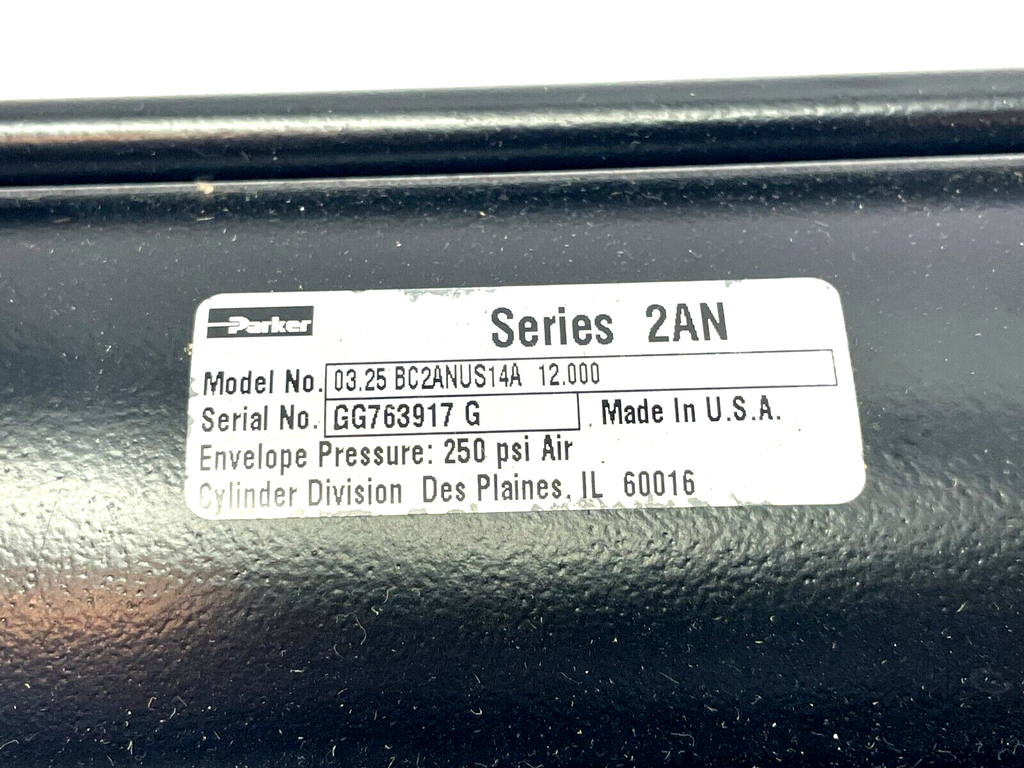 Parker Series 2AN
Model No. 03.25 BC2ANUS14A 12.000
Serial No. GG763917 G Made In U.S.A.
Envelope Pressure: 250 psi Air
Cylinder Division Des Plaines, IL 60016